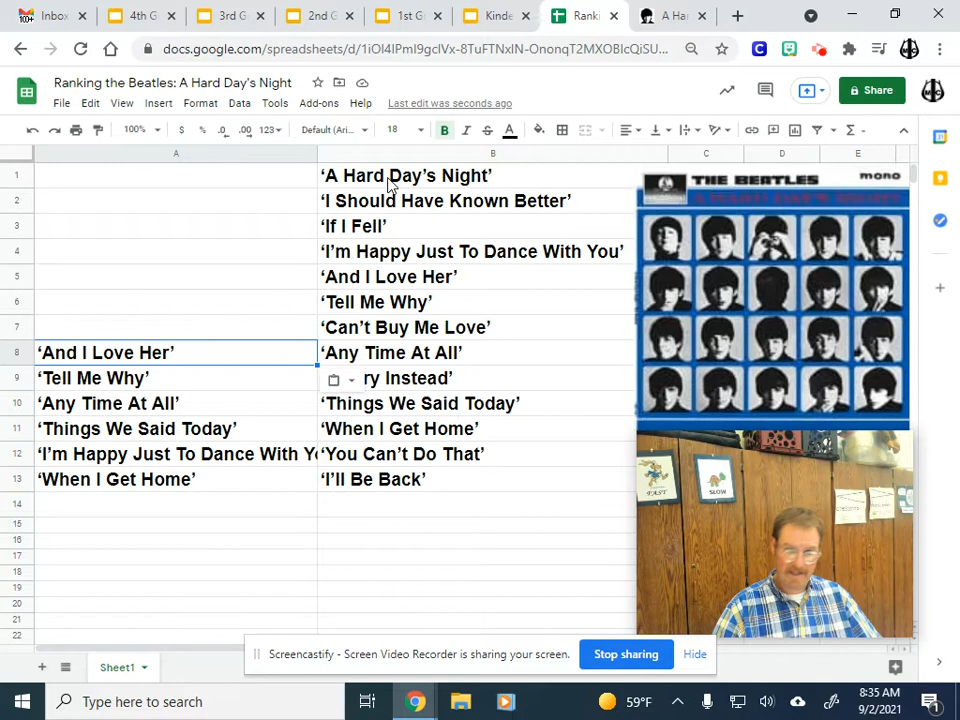 Inbox
4th G
3rd G
2nd G
1st G
Kinde
Ranki
A Har
docs.google.com/spreadsheets/d/1iOl4IPmI9gclVx-8TuFTNxlN-OnonqT2MXOBlcQiSU...
Ranking the Beatles: A Hard Day's Night
File Edit View Insert Format Data Tools Add-ons Help Last edit was seconds ago
Share
100% $ % .0 .00 123 Default (Ari... 18 B I S A
A B C D E
1 ‘A Hard Day’s Night’
2 ‘I Should Have Known Better’
3 ‘If I Fell’
4 ‘I’m Happy Just To Dance With You’
5 ‘And I Love Her’
6 ‘Tell Me Why’
7 ‘Can’t Buy Me Love’
8 ‘And I Love Her’ ‘Any Time At All’
9 ‘Tell Me Why’ ry Instead’
10 ‘Any Time At All’ ‘Things We Said Today’
11 ‘Things We Said Today’ ‘When I Get Home’
12 ‘I’m Happy Just To Dance With Yo ‘You Can’t Do That’
13 ‘When I Get Home’ ‘I’ll Be Back’
14
15
16
17
18
19
20
21
22
THE BEATLES mono
FAST
SLOW
Sheet1
Screencastify - Screen Video Recorder is sharing your screen.
Stop sharing
Hide
Type here to search
59°F
8:35 AM
9/2/2021